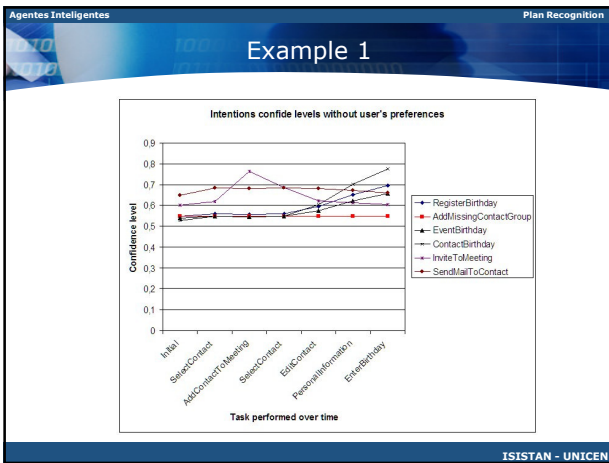 Agentes Inteligentes
Plan Recognition
Example 1
Intentions confide levels without user's preferences
Confidence level
0,9
0,8
0,7
0,6
0,5
0,4
0,3
0,2
0,1
0
Initial
SelectContact
AddContactToMeeting
SelectContact
EditContact
PersonalInformation
EnterBirthday
Task performed over time
RegisterBirthday
AddMissingContactGroup
EventBirthday
ContactBirthday
InviteToMeeting
SendMailToContact
ISISTAN - UNICEN